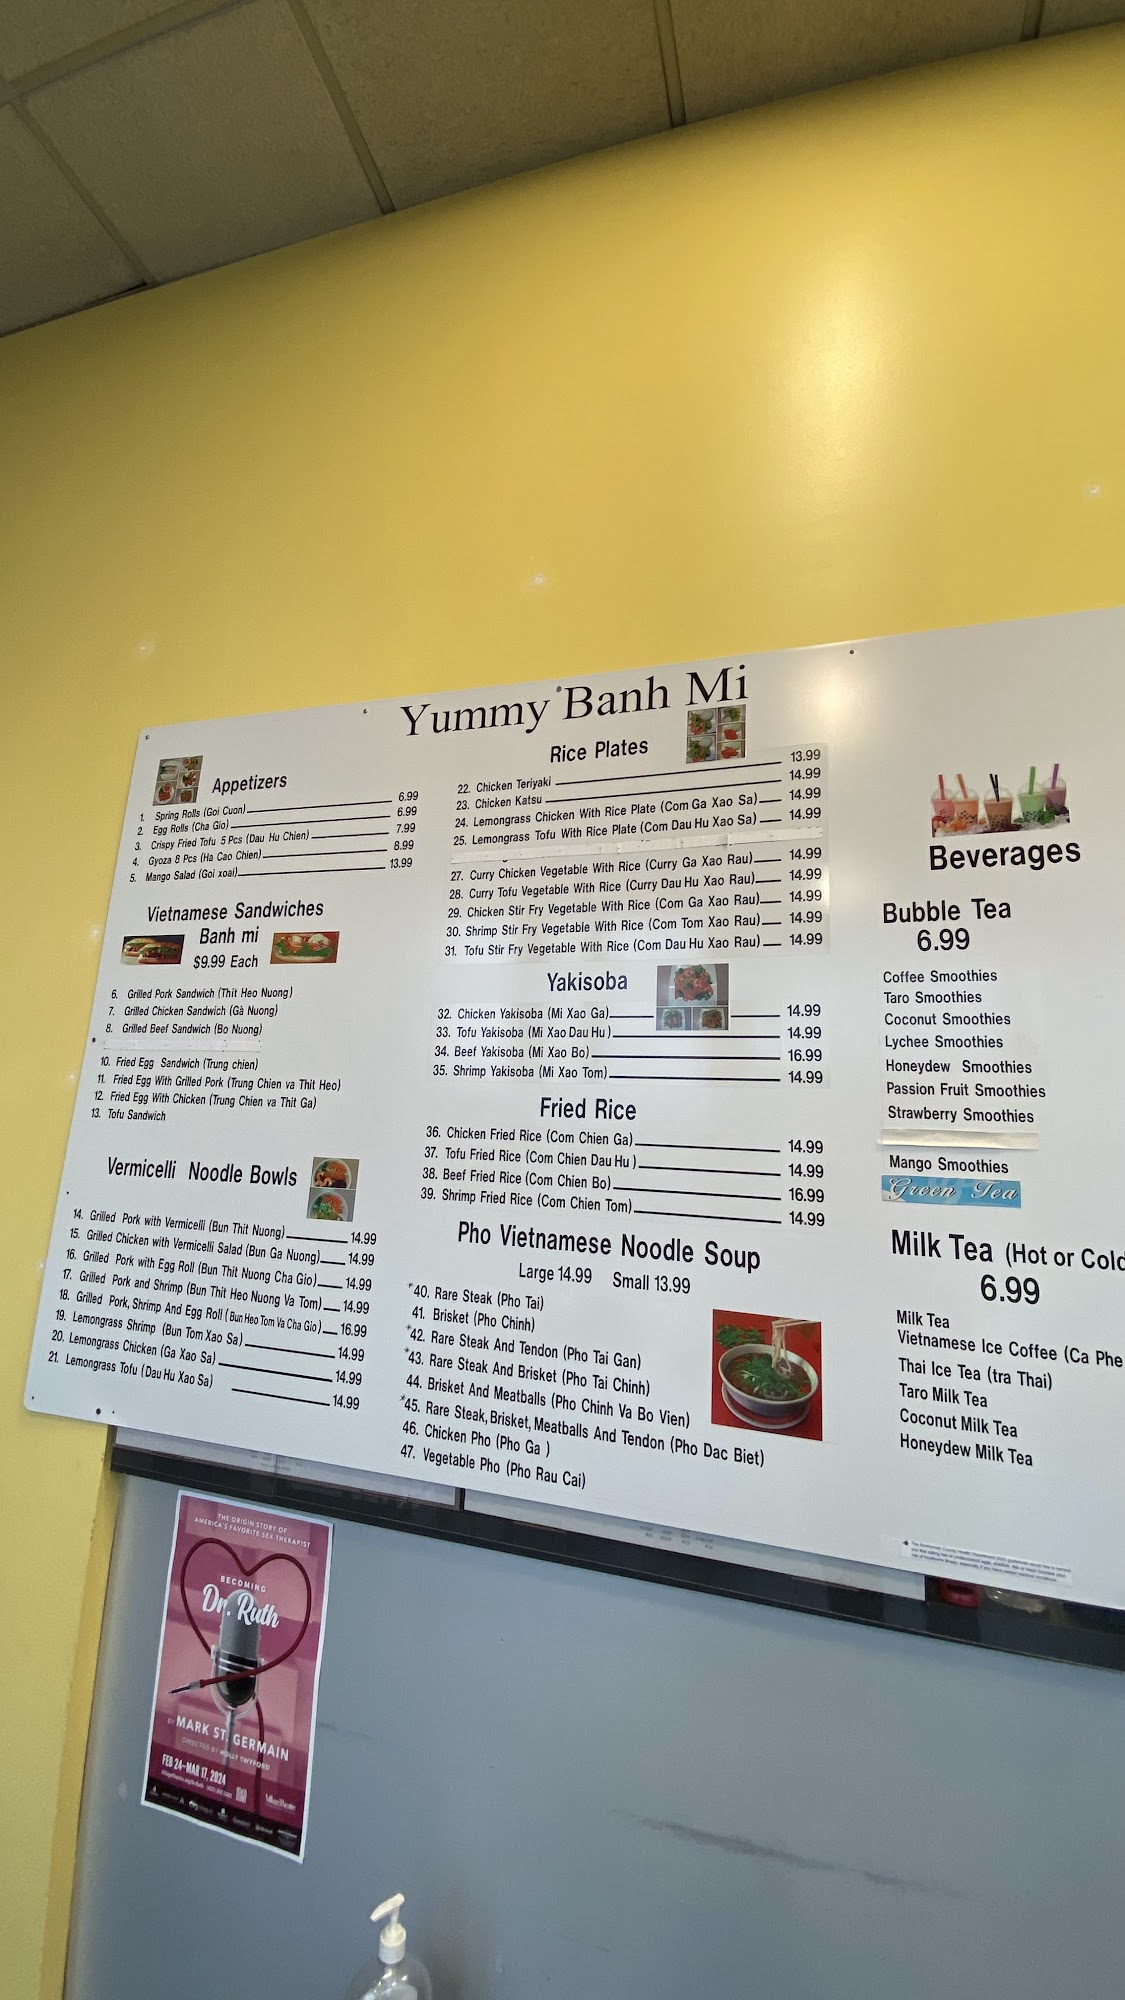 Yummy Banh Mi
Appetizers
1. Spring Rolls (Goi Cuon) 6.99
2. Egg Rolls (Cha Gio) 6.99
3. Crispy Fried Tofu 5 Pcs (Dau Hu Chien) 7.99
4. Gyoza 8 Pcs (Ha Cao Chien) 8.99
5. Mango Salad (Goi xoai) 13.99
Vietnamese Sandwiches
Banh mi
$9.99 Each
6. Grilled Pork Sandwich (Thit Heo Nuong)
7. Grilled Chicken Sandwich (Gà Nuong)
8. Grilled Beef Sandwich (Bo Nuong)
10. Fried Egg Sandwich (Trung chien)
11. Fried Egg With Grilled Pork (Trung Chien va Thit Heo)
12. Fried Egg With Chicken (Trung Chien va Thit Ga)
13. Tofu Sandwich
Vermicelli Noodle Bowls
14. Grilled Pork with Vermicelli (Bun Thit Nuong) 14.99
15. Grilled Chicken with Vermicelli Salad (Bun Ga Nuong) 14.99
16. Grilled Pork with Egg Roll (Bun Thit Nuong Cha Gio) 14.99
17. Grilled Pork and Shrimp (Bun Thit Heo Nuong Va Tom) 14.99
18. Grilled Pork, Shrimp And Egg Roll (Bun Heo Tom Va Cha Gio) 16.99
19. Lemongrass Shrimp (Bun Tom Xao Sa) 14.99
20. Lemongrass Chicken (Ga Xao Sa) 14.99
21. Lemongrass Tofu (Dau Hu Xao Sa) 14.99
Rice Plates
22. Chicken Teriyaki 13.99
23. Chicken Katsu 14.99
24. Lemongrass Chicken With Rice Plate (Com Ga Xao Sa) 14.99
25. Lemongrass Tofu With Rice Plate (Com Dau Hu Xao Sa) 14.99
27. Curry Chicken Vegetable With Rice (Curry Ga Xao Rau) 14.99
28. Curry Tofu Vegetable With Rice (Curry Dau Hu Xao Rau) 14.99
29. Chicken Stir Fry Vegetable With Rice (Com Ga Xao Rau) 14.99
30. Shrimp Stir Fry Vegetable With Rice (Com Tom Xao Rau) 14.99
31. Tofu Stir Fry Vegetable With Rice (Com Dau Hu Xao Rau) 14.99
Yakisoba
32. Chicken Yakisoba (Mi Xao Ga) 14.99
33. Tofu Yakisoba (Mi Xao Dau Hu) 14.99
34. Beef Yakisoba (Mi Xao Bo) 16.99
35. Shrimp Yakisoba (Mi Xao Tom) 14.99
Fried Rice
36. Chicken Fried Rice (Com Chien Ga) 14.99
37. Tofu Fried Rice (Com Chien Dau Hu) 14.99
38. Beef Fried Rice (Com Chien Bo) 16.99
39. Shrimp Fried Rice (Com Chien Tom) 14.99
Pho Vietnamese Noodle Soup
Large 14.99 Small 13.99
*40. Rare Steak (Pho Tai)
41. Brisket (Pho Chinh)
*42. Rare Steak And Tendon (Pho Tai Gan)
*43. Rare Steak And Brisket (Pho Tai Chinh)
44. Brisket And Meatballs (Pho Chinh Va Bo Vien)
*45. Rare Steak, Brisket, Meatballs And Tendon (Pho Dac Biet)
46. Chicken Pho (Pho Ga )
47. Vegetable Pho (Pho Rau Cai)
Beverages
Bubble Tea
6.99
Coffee Smoothies
Taro Smoothies
Coconut Smoothies
Lychee Smoothies
Honeydew Smoothies
Passion Fruit Smoothies
Strawberry Smoothies
Mango Smoothies
Green Tea
Milk Tea (Hot or Cold
6.99
Milk Tea
Vietnamese Ice Coffee (Ca Phe
Thai Ice Tea (tra Thai)
Taro Milk Tea
Coconut Milk Tea
Honeydew Milk Tea
THE ORIGIN STORY OF
AMERICA'S FAVORITE SEX THERAPIST
BECOMING
Dr. Ruth
BY MARK ST. GERMAIN
DIRECTED BY HOLLY TWYFORD
FEB 24-MAR 17, 2024